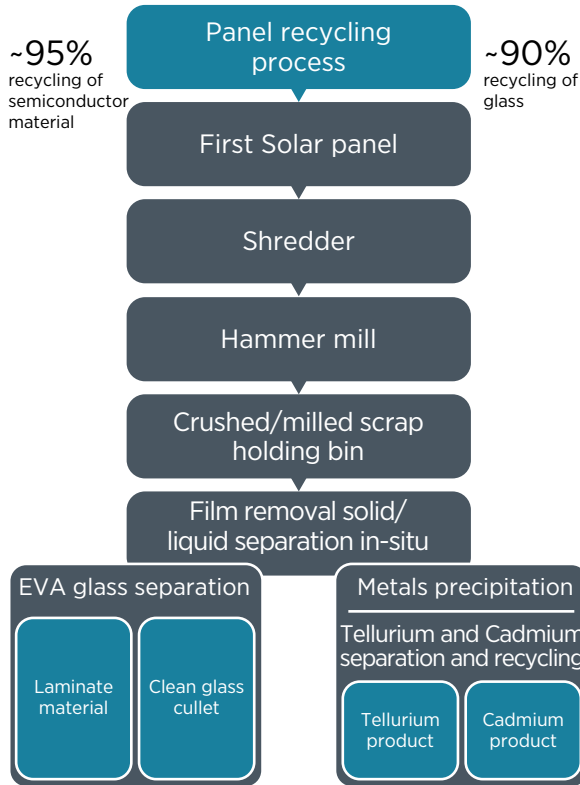 Panel recycling
process
~95%
recycling of
semiconductor
material
~90%
recycling of
glass
First Solar panel
Shredder
Hammer mill
Crushed/milled scrap
holding bin
Film removal solid/
liquid separation in-situ
EVA glass separation
Laminate
material
Clean glass
cullet
Metals precipitation
Tellurium and Cadmium
separation and recycling
Tellurium
product
Cadmium
product